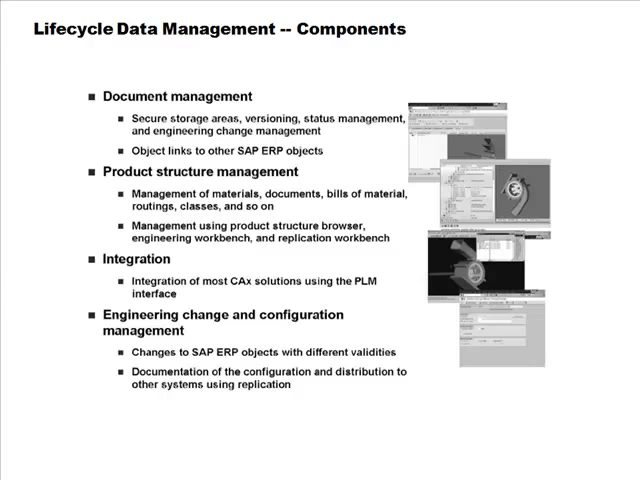 Lifecycle Data Management -- Components
Document management
Secure storage areas, versioning, status management,
and engineering change management
Object links to other SAP ERP objects
Product structure management
Management of materials, documents, bills of material,
routings, classes, and so on
Management using product structure browser,
engineering workbench, and replication workbench
Integration
Integration of most CAx solutions using the PLM
interface
Engineering change and configuration
management
Changes to SAP ERP objects with different validities
Documentation of the configuration and distribution to
other systems using replication